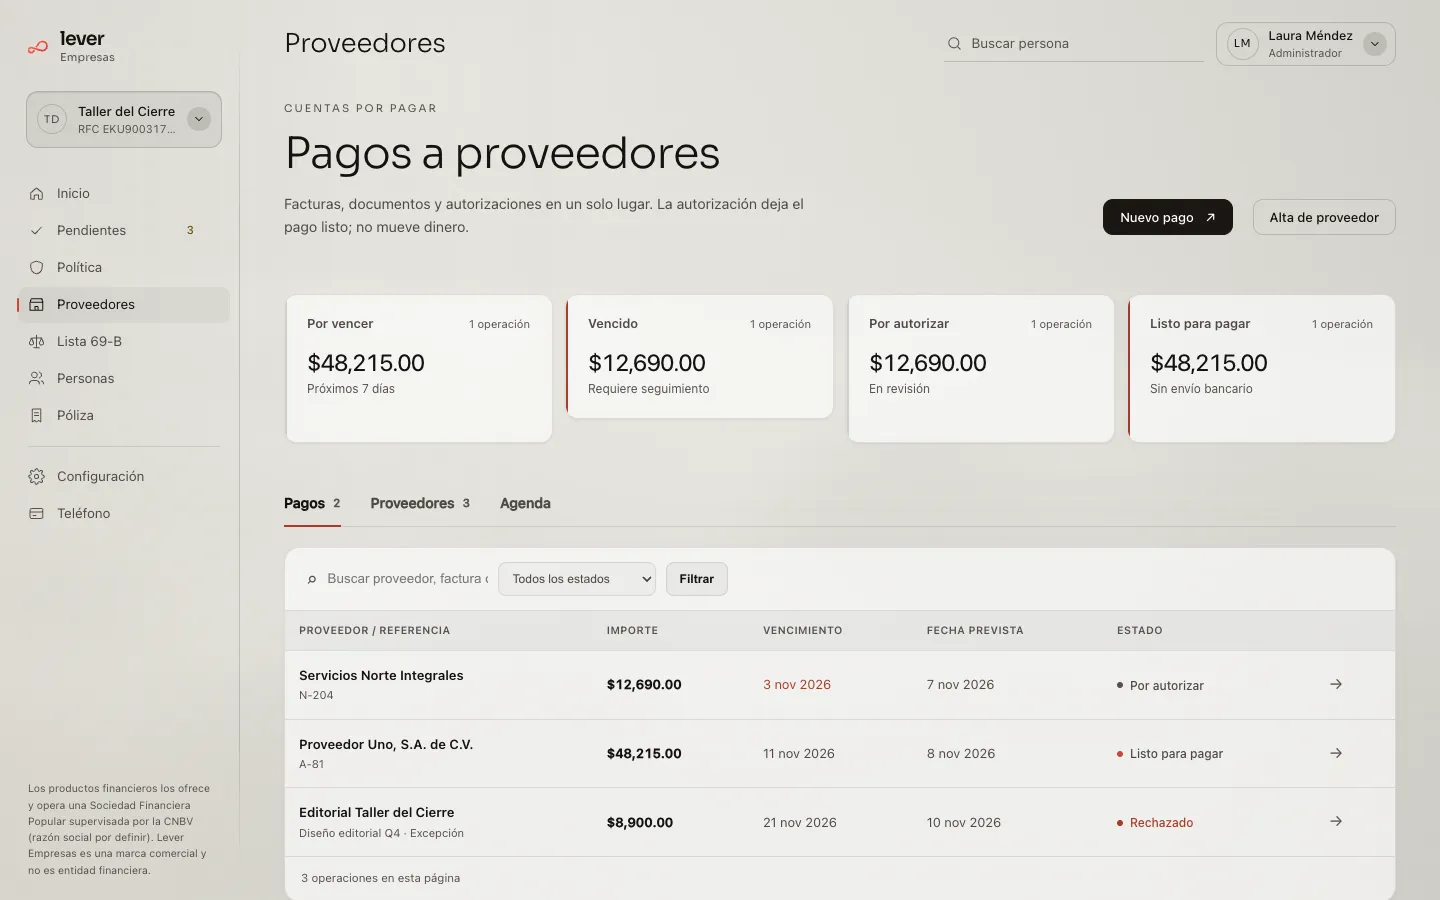 lever
Empresas
TD
Taller del Cierre
RFC EKU900317...
Inicio
Pendientes 3
Política
Proveedores
Lista 69-B
Personas
Póliza
Configuración
Teléfono
Los productos financieros los ofrece
y opera una Sociedad Financiera
Popular supervisada por la CNBV
(razón social por definir). Lever
Empresas es una marca comercial y
no es entidad financiera.
Proveedores
Buscar persona
LM
Laura Méndez
Administrador
CUENTAS POR PAGAR
Pagos a proveedores
Facturas, documentos y autorizaciones en un solo lugar. La autorización deja el
pago listo; no mueve dinero.
Nuevo pago
Alta de proveedor
Por vencer 1 operación
$48,215.00
Próximos 7 días
Vencido 1 operación
$12,690.00
Requiere seguimiento
Por autorizar 1 operación
$12,690.00
En revisión
Listo para pagar 1 operación
$48,215.00
Sin envío bancario
Pagos 2 Proveedores 3 Agenda
Buscar proveedor, factura Todos los estados Filtrar
PROVEEDOR / REFERENCIA IMPORTE VENCIMIENTO FECHA PREVISTA ESTADO
Servicios Norte Integrales
N-204
$12,690.00 3 nov 2026 7 nov 2026 Por autorizar
Proveedor Uno, S.A. de C.V.
A-81
$48,215.00 11 nov 2026 8 nov 2026 Listo para pagar
Editorial Taller del Cierre
Diseño editorial Q4 · Excepción
$8,900.00 21 nov 2026 10 nov 2026 Rechazado
3 operaciones en esta página